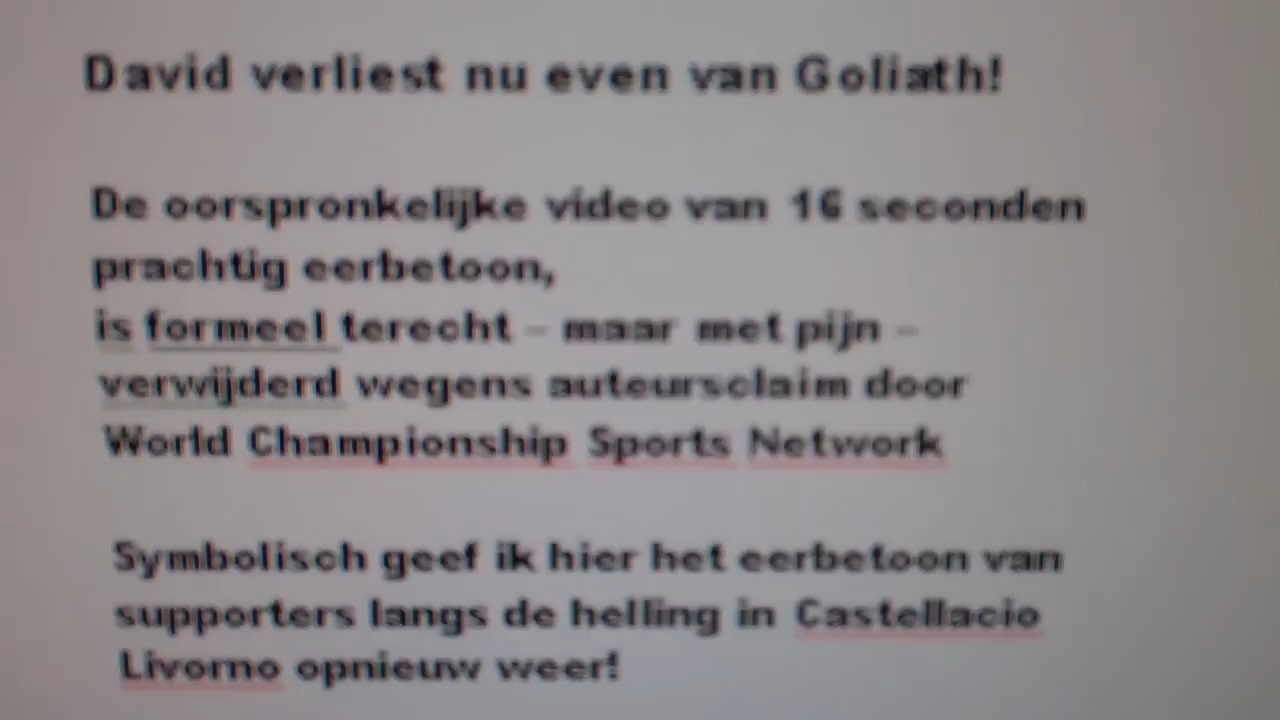 David verliest nu even van Goliath!
De oorspronkelijke video van 16 seconden
prachtig eerbetoon,
is formeel terecht – maar met pijn –
verwijderd wegens auteursclaim door
World Championship Sports Network
Symbolisch geef ik hier het eerbetoon van
supporters langs de helling in Castellacio
Livorno opnieuw weer!